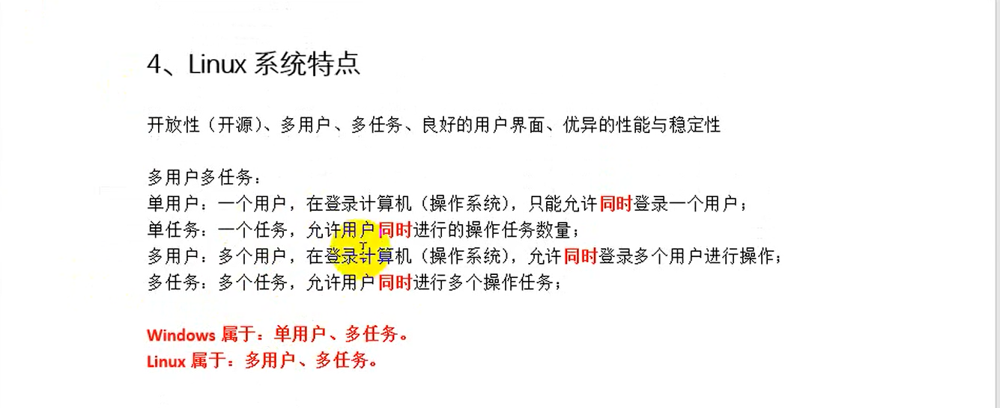 4、Linux 系统特点
开放性（开源）、多用户、多任务、良好的用户界面、优异的性能与稳定性
多用户多任务：
单用户：一个用户，在登录计算机（操作系统），只能允许同时登录一个用户；
单任务：一个任务，允许用户同时进行的操作任务数量；
多用户：多个用户，在登录计算机（操作系统），允许同时登录多个用户进行操作；
多任务：多个任务，允许用户同时进行多个操作任务；
Windows 属于：单用户、多任务。
Linux 属于：多用户、多任务。